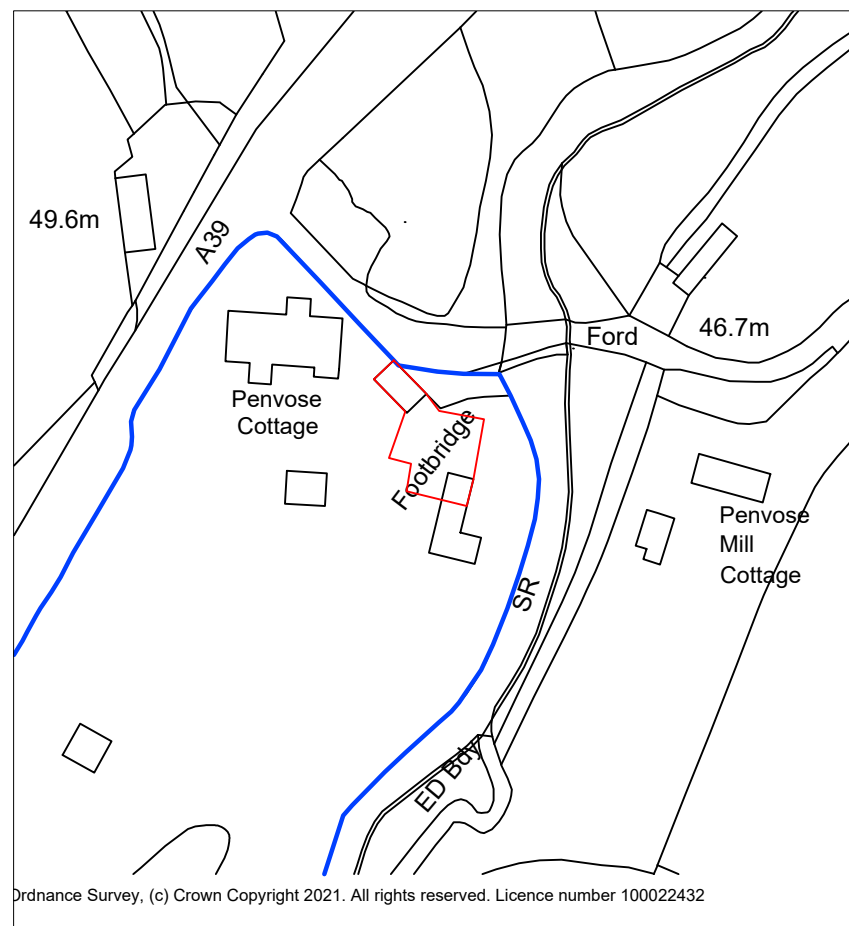 49.6m
A39
Ford
46.7m
Penvose
Cottage
Footbridge
Penvose
Mill
Cottage
SR
ED Bdy
Ordnance Survey, (c) Crown Copyright 2021. All rights reserved. Licence number 100022432